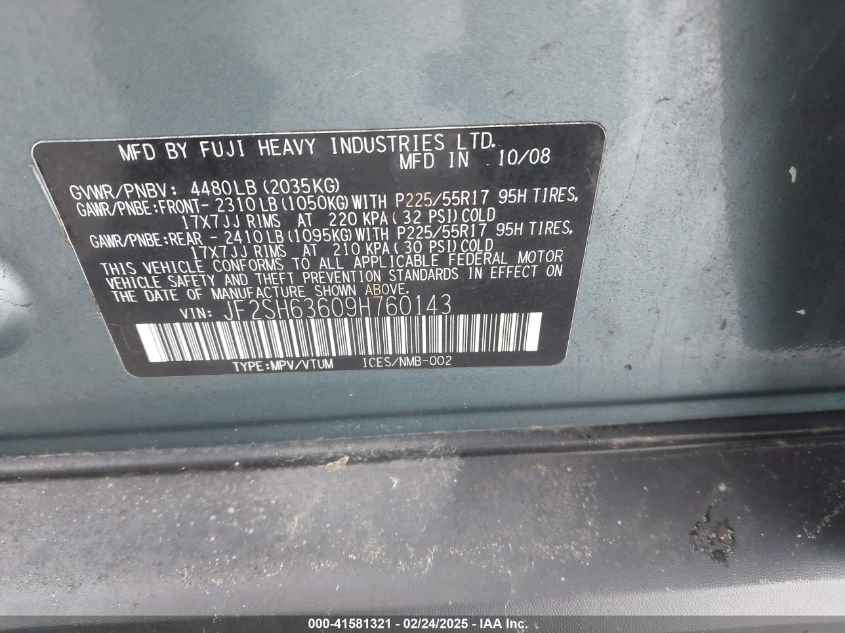 MFD BY FUJI HEAVY INDUSTRIES LTD.
MFD IN 10/08
GVWR/PNBV: 4480LB(2035KG)
GAWR/PNBE:FRONT- 2310LB(1050KG)WITH P225/55R17 95H TIRES,
17X7JJ RIMS AT 220 KPA(32 PSI)COLD
GAWR/PNBE:REAR - 2410LB(1095KG)WITH P225/55R17 95H TIRES,
17X7JJ RIMS AT 210 KPA(30 PSI)COLD
THIS VEHICLE CONFORMS TO ALL APPLICABLE FEDERAL MOTOR
VEHICLE SAFETY AND THEFT PREVENTION STANDARDS IN EFFECT ON
THE DATE OF MANUFACTURE SHOWN ABOVE.
VIN: JF2SH63609H760143
TYPE:MPV/VTUM ICES/NMB-002
000-41581321 - 02/24/2025 - IAA Inc.